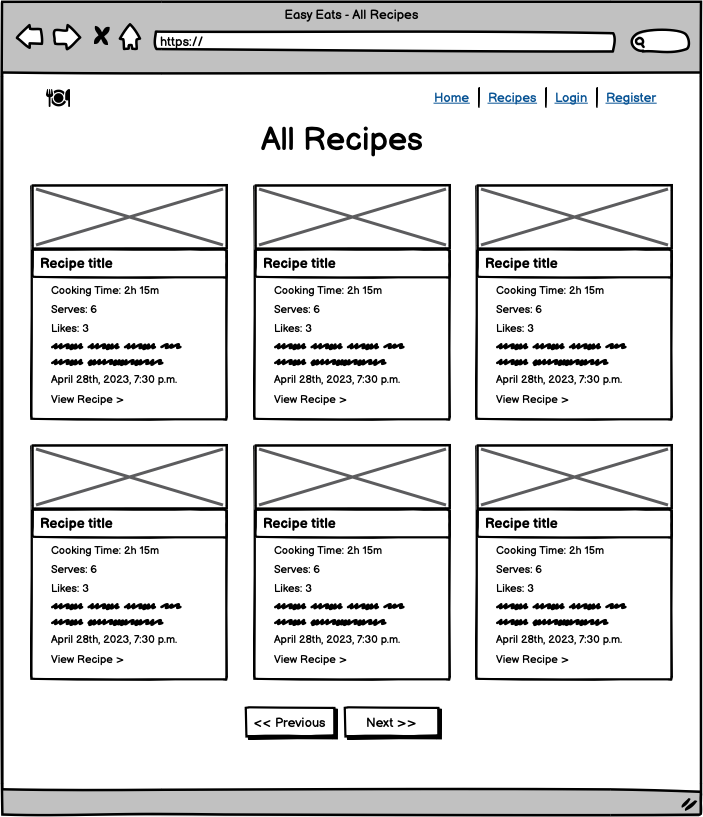 Easy Eats - All Recipes
https://
Home Recipes Login Register
All Recipes
Recipe title
Cooking Time: 2h 15m
Serves: 6
Likes: 3
April 28th, 2023, 7:30 p.m.
View Recipe >
Recipe title
Cooking Time: 2h 15m
Serves: 6
Likes: 3
April 28th, 2023, 7:30 p.m.
View Recipe >
Recipe title
Cooking Time: 2h 15m
Serves: 6
Likes: 3
April 28th, 2023, 7:30 p.m.
View Recipe >
Recipe title
Cooking Time: 2h 15m
Serves: 6
Likes: 3
April 28th, 2023, 7:30 p.m.
View Recipe >
Recipe title
Cooking Time: 2h 15m
Serves: 6
Likes: 3
April 28th, 2023, 7:30 p.m.
View Recipe >
Recipe title
Cooking Time: 2h 15m
Serves: 6
Likes: 3
April 28th, 2023, 7:30 p.m.
View Recipe >
<< Previous Next >>